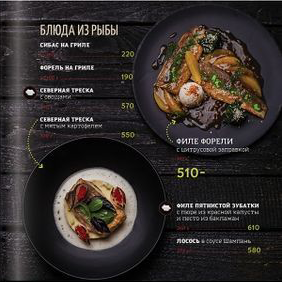 БЛЮДА ИЗ РЫБЫ
СИБАС НА ГРИЛЕ
220
ФОРЕЛЬ НА ГРИЛЕ
190
СЕВЕРНАЯ ТРЕСКА
с овощами
570
СЕВЕРНАЯ ТРЕСКА
с мятым картофелем
550
ФИЛЕ ФОРЕЛИ
с цитрусовой заправкой
510-
ФИЛЕ ПЯТНИСТОЙ ЗУБАТКИ
с пюре из красной капусты
и песто из баклажан
610
ЛОСОСЬ в соусе Шампань
580